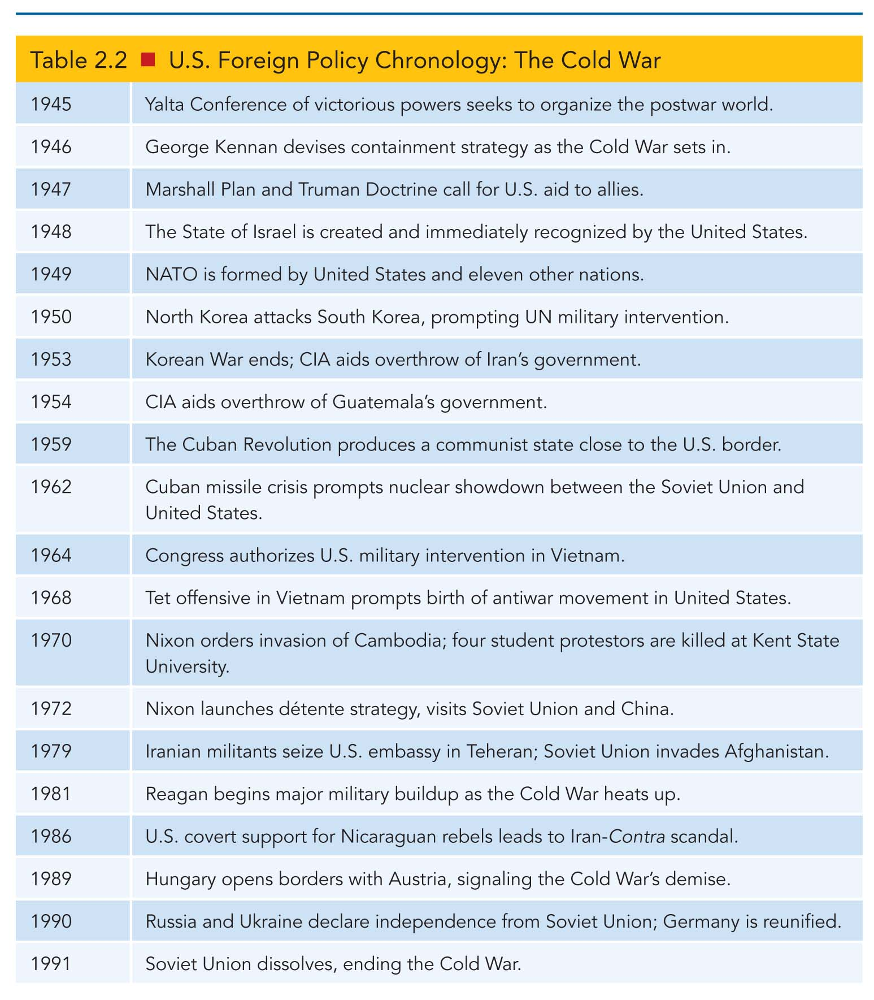 Table 2.2 ■ U.S. Foreign Policy Chronology: The Cold War
1945 Yalta Conference of victorious powers seeks to organize the postwar world.
1946 George Kennan devises containment strategy as the Cold War sets in.
1947 Marshall Plan and Truman Doctrine call for U.S. aid to allies.
1948 The State of Israel is created and immediately recognized by the United States.
1949 NATO is formed by United States and eleven other nations.
1950 North Korea attacks South Korea, prompting UN military intervention.
1953 Korean War ends; CIA aids overthrow of Iran’s government.
1954 CIA aids overthrow of Guatemala’s government.
1959 The Cuban Revolution produces a communist state close to the U.S. border.
1962 Cuban missile crisis prompts nuclear showdown between the Soviet Union and
United States.
1964 Congress authorizes U.S. military intervention in Vietnam.
1968 Tet offensive in Vietnam prompts birth of antiwar movement in United States.
1970 Nixon orders invasion of Cambodia; four student protestors are killed at Kent State
University.
1972 Nixon launches détente strategy, visits Soviet Union and China.
1979 Iranian militants seize U.S. embassy in Teheran; Soviet Union invades Afghanistan.
1981 Reagan begins major military buildup as the Cold War heats up.
1986 U.S. covert support for Nicaraguan rebels leads to Iran-Contra scandal.
1989 Hungary opens borders with Austria, signaling the Cold War’s demise.
1990 Russia and Ukraine declare independence from Soviet Union; Germany is reunified.
1991 Soviet Union dissolves, ending the Cold War.